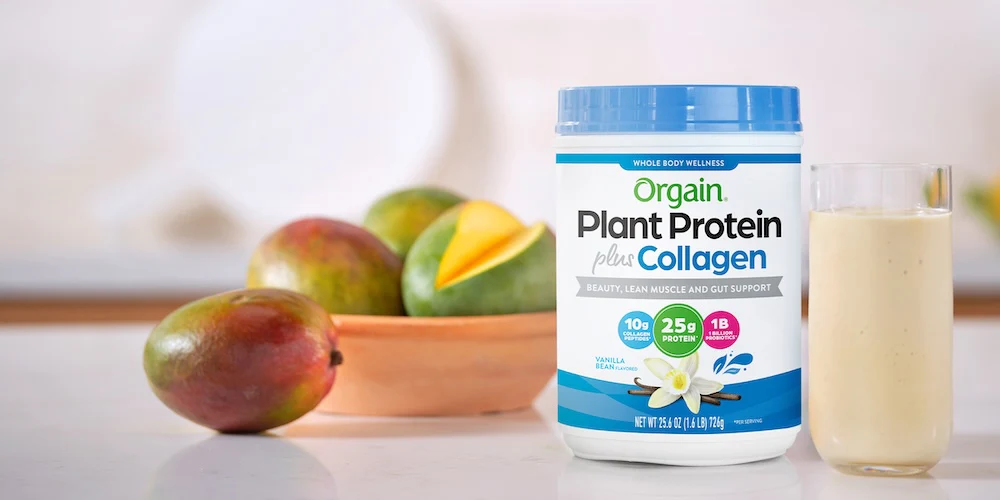 WHOLE BODY WELLNESS
Orgain®
Plant Protein
plus Collagen
BEAUTY, LEAN MUSCLE AND GUT SUPPORT
10g
COLLAGEN
PEPTIDES*
25g
PROTEIN*
1B
1 BILLION
PROBIOTICS*
VANILLA
BEAN FLAVORED
NET WT 25.6 OZ (1.6 LB) 726g
*PER SERVING